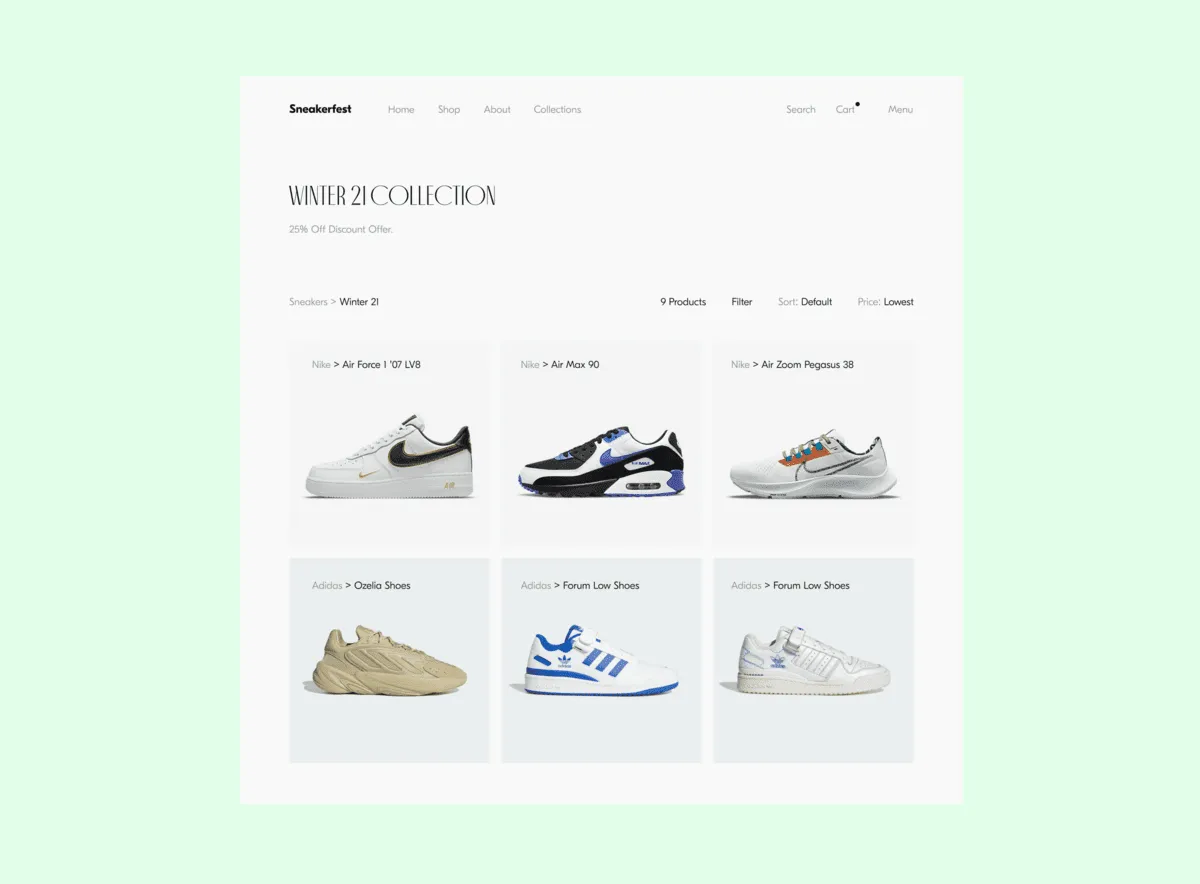 Sneakerfest Home Shop About Collections Search Cart Menu
WINTER 21 COLLECTION
25% Off Discount Offer.
Sneakers > Winter 21 9 Products Filter Sort: Default Price: Lowest
Nike > Air Force 1 '07 LV8
Nike > Air Max 90
Nike > Air Zoom Pegasus 38
Adidas > Ozelia Shoes
Adidas > Forum Low Shoes
Adidas > Forum Low Shoes